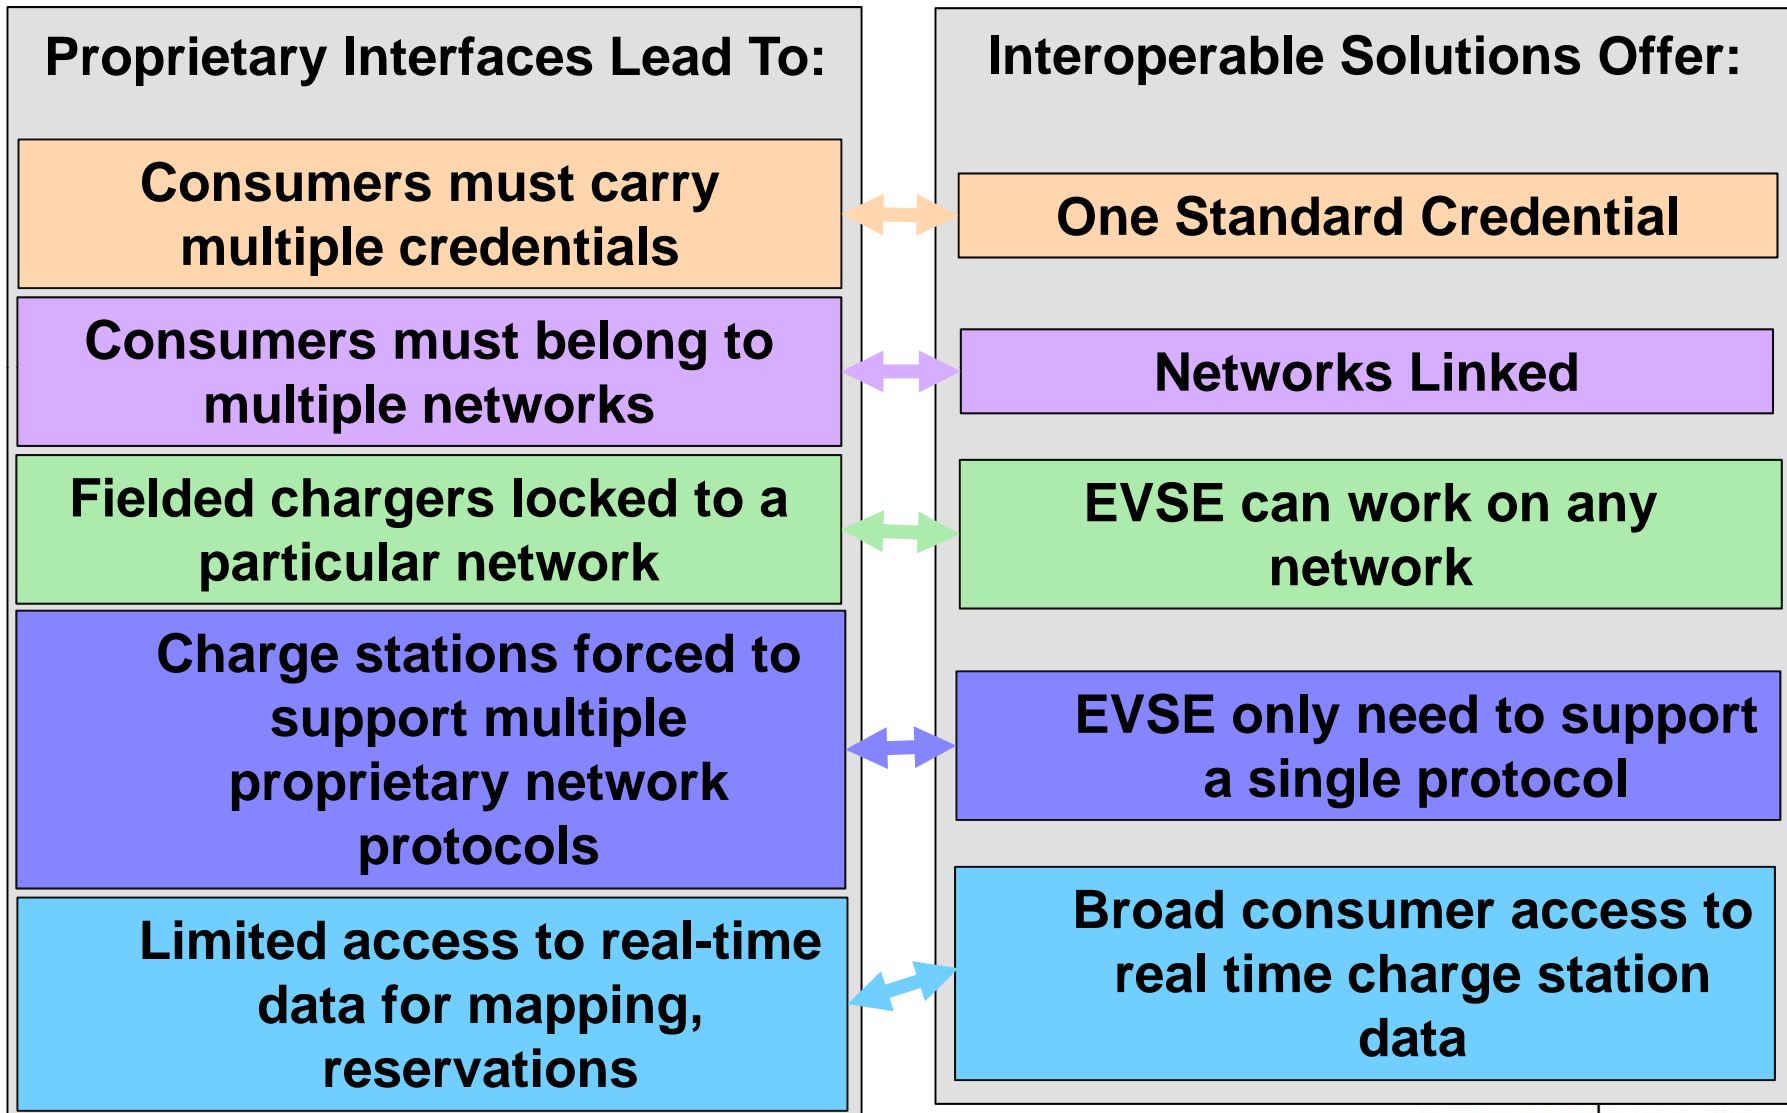 Proprietary Interfaces Lead To:
Consumers must carry
multiple credentials
Consumers must belong to
multiple networks
Fielded chargers locked to a
particular network
Charge stations forced to
support multiple
proprietary network
protocols
Limited access to real-time
data for mapping,
reservations
Interoperable Solutions Offer:
One Standard Credential
Networks Linked
EVSE can work on any
network
EVSE only need to support
a single protocol
Broad consumer access to
real time charge station
data